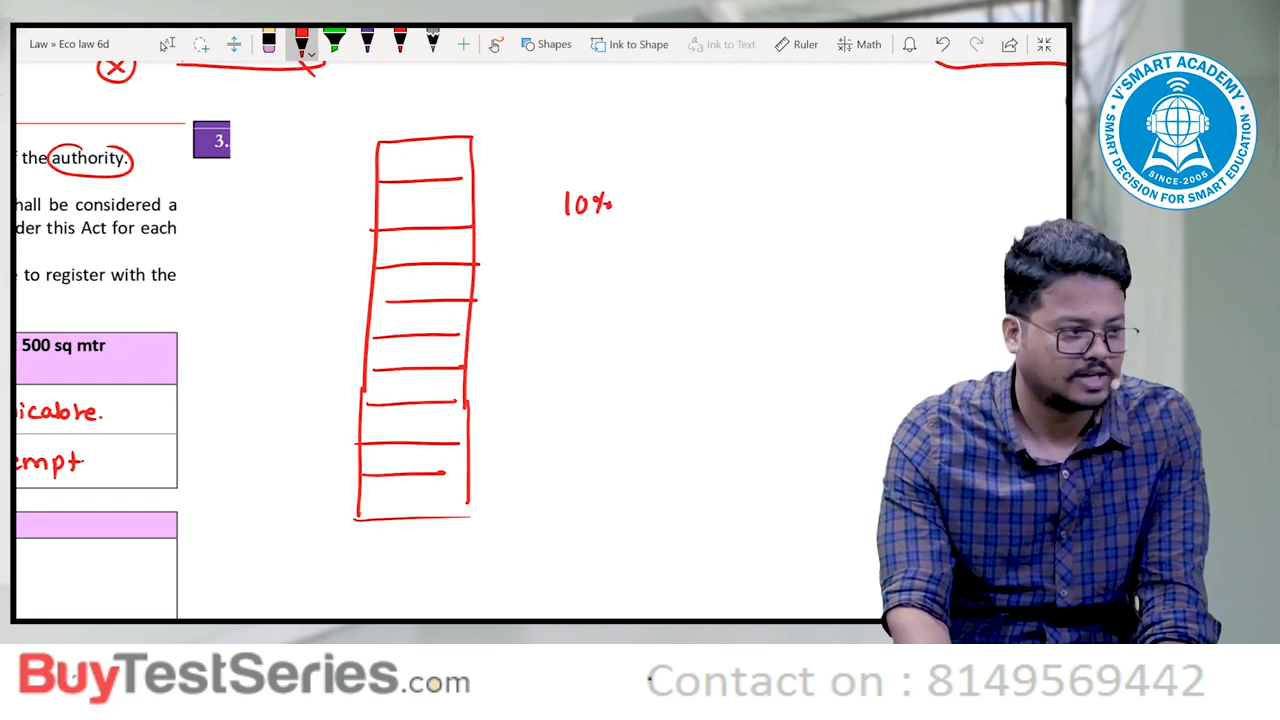 Law » Eco law 6d
Shapes
Ink to Shape
Ink to Text
Ruler
Math
the authority.
3.
hall be considered a
der this Act for each
to register with the
500 sq mtr
icable.
empt
10%
V'SMART ACADEMY
SMART DECISION FOR SMART EDUCATION
SINCE-2005
BuyTestSeries.com
Contact on : 8149569442